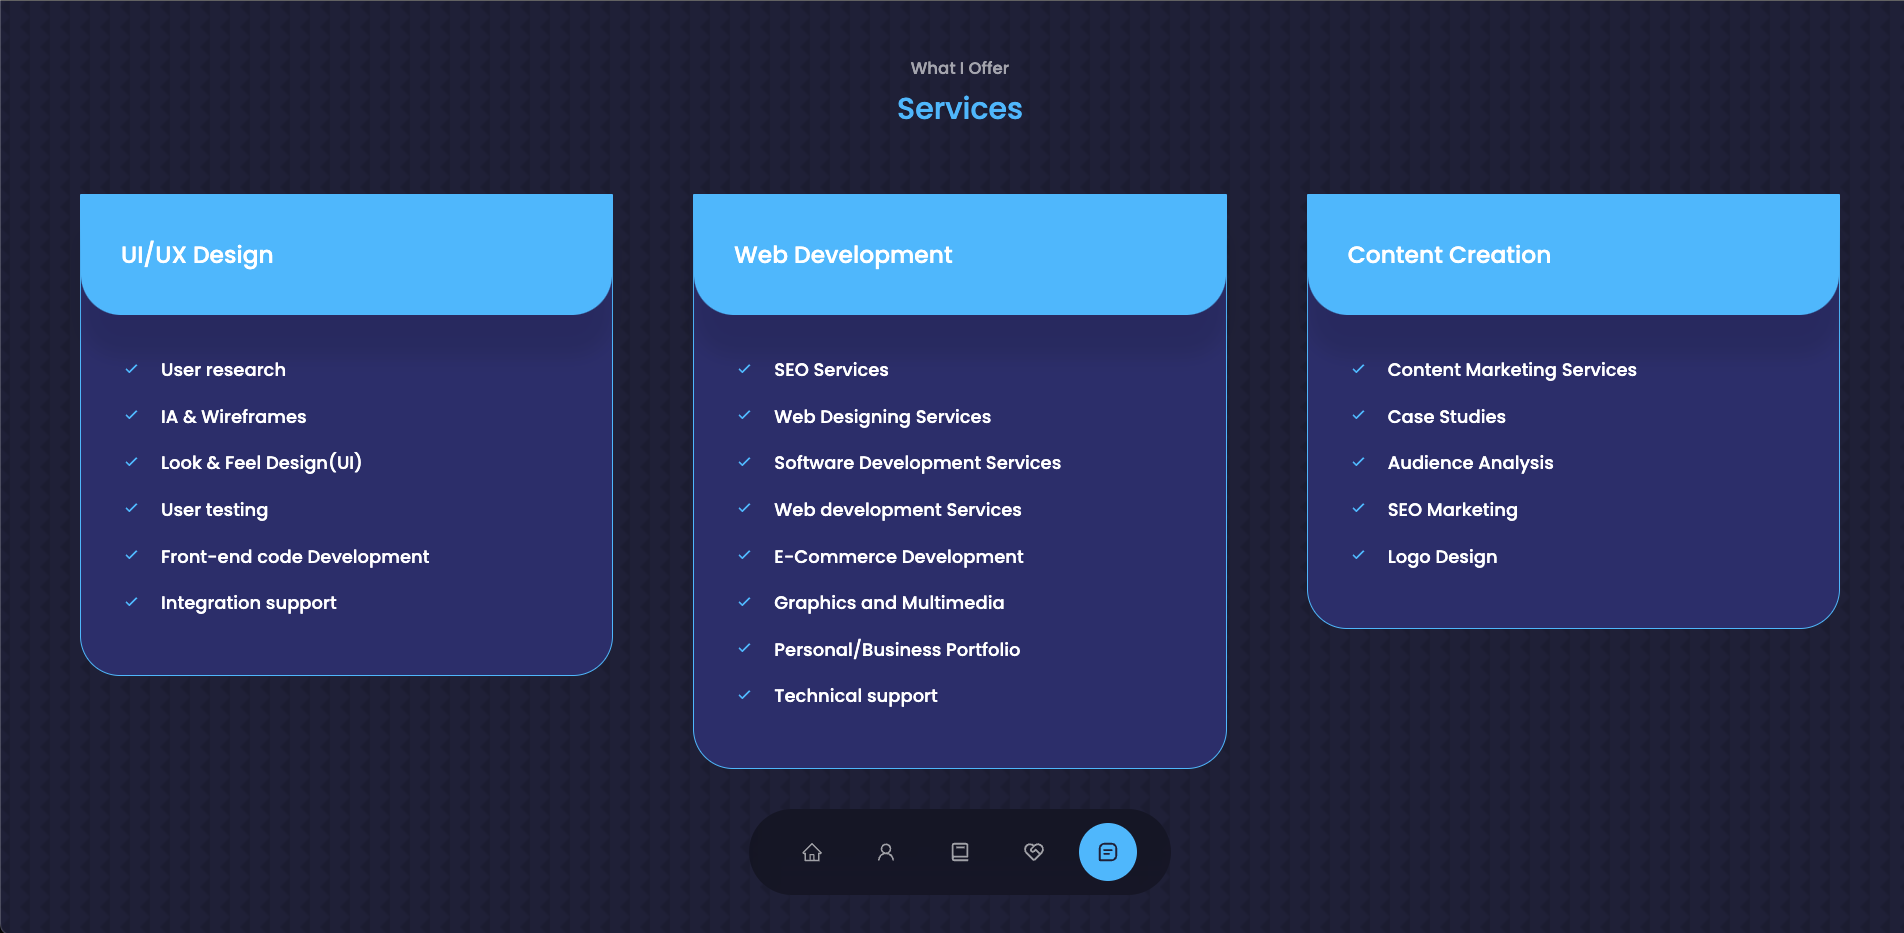 What I Offer
Services
UI/UX Design
User research
IA & Wireframes
Look & Feel Design(UI)
User testing
Front-end code Development
Integration support
Web Development
SEO Services
Web Designing Services
Software Development Services
Web development Services
E-Commerce Development
Graphics and Multimedia
Personal/Business Portfolio
Technical support
Content Creation
Content Marketing Services
Case Studies
Audience Analysis
SEO Marketing
Logo Design